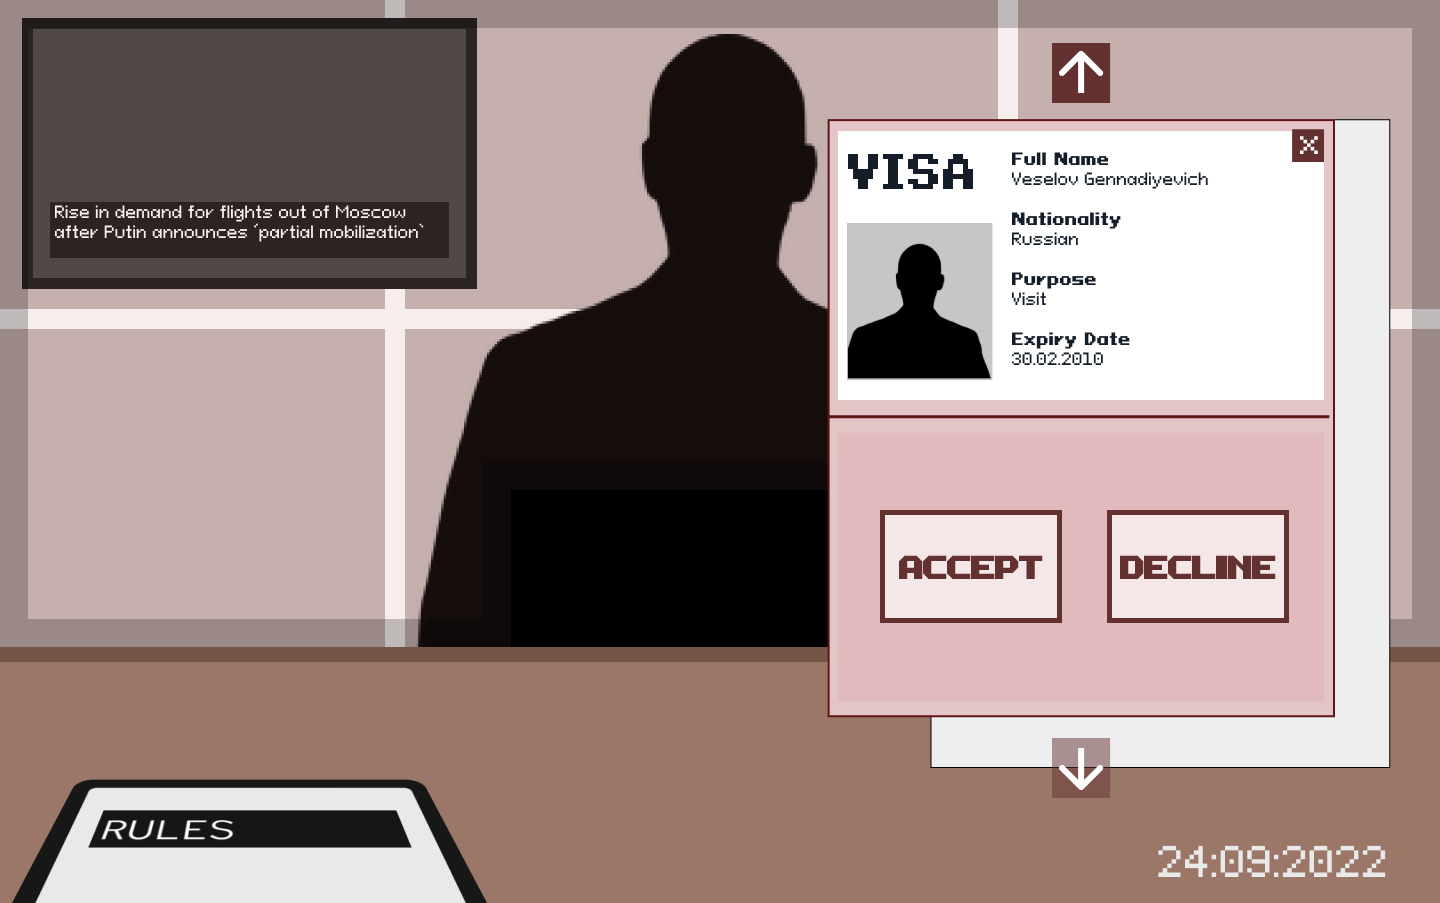 Rise in demand for flights out of Moscow
after Putin announces ´partial mobilization`
VISA
Full Name
Veselov Gennadiyevich
Nationality
Russian
Purpose
Visit
Expiry Date
30.02.2010
ACCEPT
DECLINE
RULES
24:09:2022